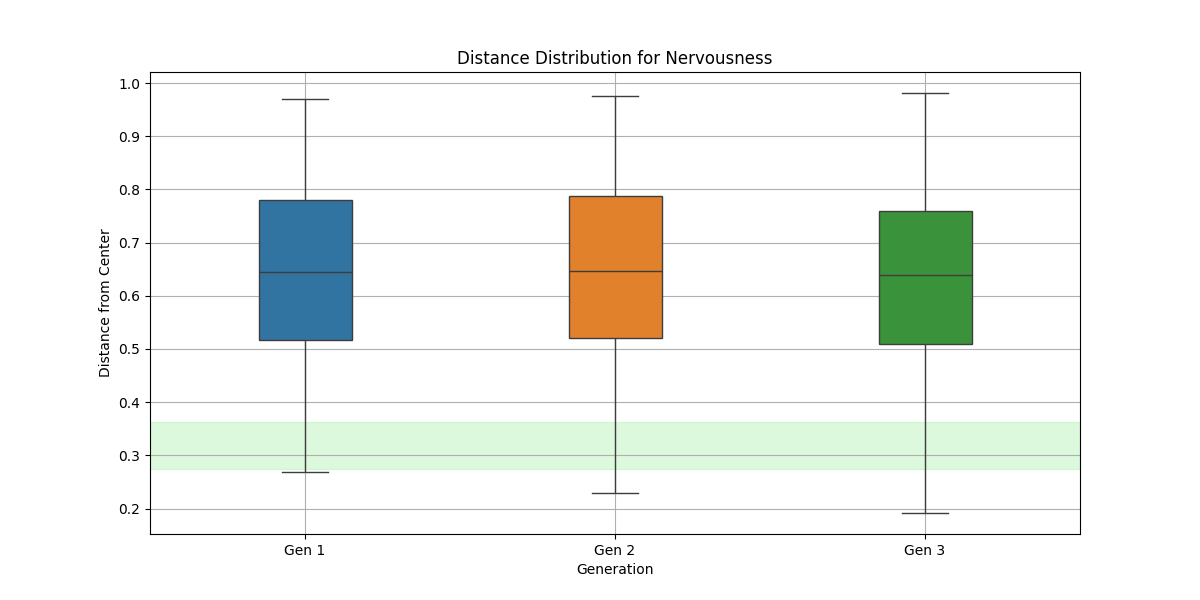 Distance Distribution for Nervousness
Distance from Center
1.0
0.9
0.8
0.7
0.6
0.5
0.4
0.3
0.2
Gen 1 Gen 2 Gen 3
Generation